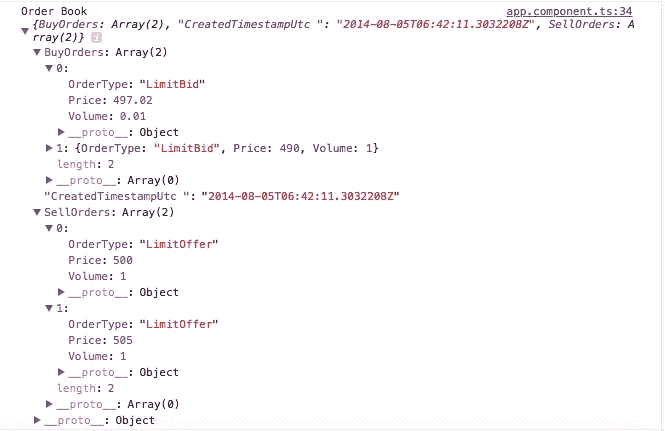 Order Book app.component.ts:34
▼ {BuyOrders: Array(2), "CreatedTimestampUtc ": "2014-08-05T06:42:11.3032208Z", SellOrders: A
rray(2)} i
▼ BuyOrders: Array(2)
▼ 0:
OrderType: "LimitBid"
Price: 497.02
Volume: 0.01
▶ __proto__: Object
▶ 1: {OrderType: "LimitBid", Price: 490, Volume: 1}
length: 2
▶ __proto__: Array(0)
"CreatedTimestampUtc ": "2014-08-05T06:42:11.3032208Z"
▼ SellOrders: Array(2)
▼ 0:
OrderType: "LimitOffer"
Price: 500
Volume: 1
▶ __proto__: Object
▼ 1:
OrderType: "LimitOffer"
Price: 505
Volume: 1
▶ __proto__: Object
length: 2
▶ __proto__: Array(0)
▶ __proto__: Object